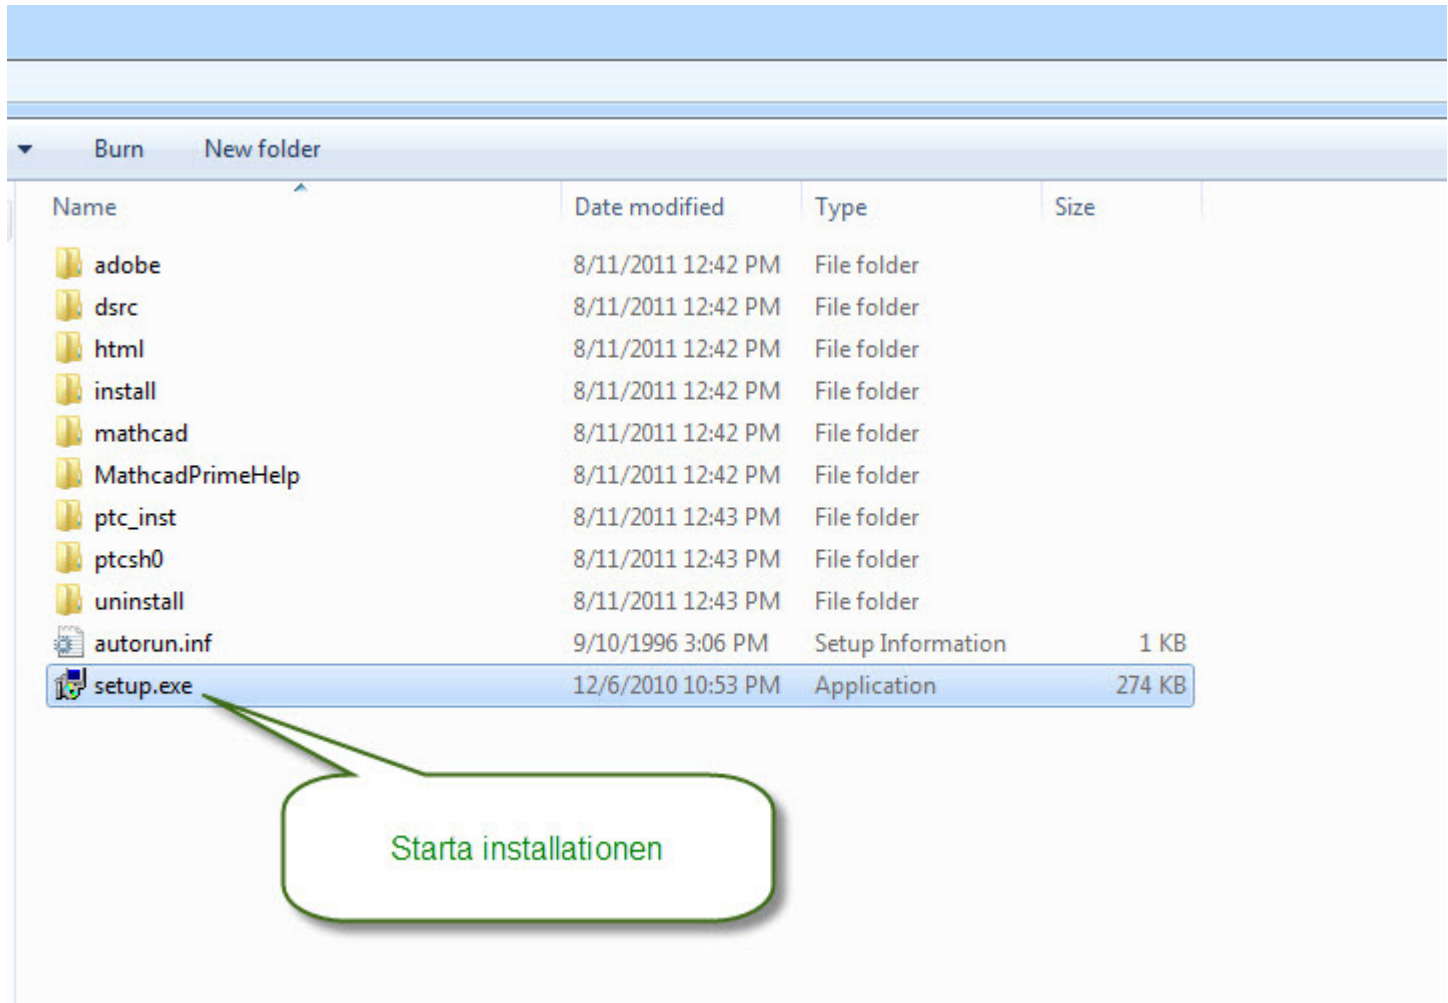 Burn New folder
Name Date modified Type Size
adobe 8/11/2011 12:42 PM File folder
dsrc 8/11/2011 12:42 PM File folder
html 8/11/2011 12:42 PM File folder
install 8/11/2011 12:42 PM File folder
mathcad 8/11/2011 12:42 PM File folder
MathcadPrimeHelp 8/11/2011 12:42 PM File folder
ptc_inst 8/11/2011 12:43 PM File folder
ptcsh0 8/11/2011 12:43 PM File folder
uninstall 8/11/2011 12:43 PM File folder
autorun.inf 9/10/1996 3:06 PM Setup Information 1 KB
setup.exe 12/6/2010 10:53 PM Application 274 KB
Starta installationen